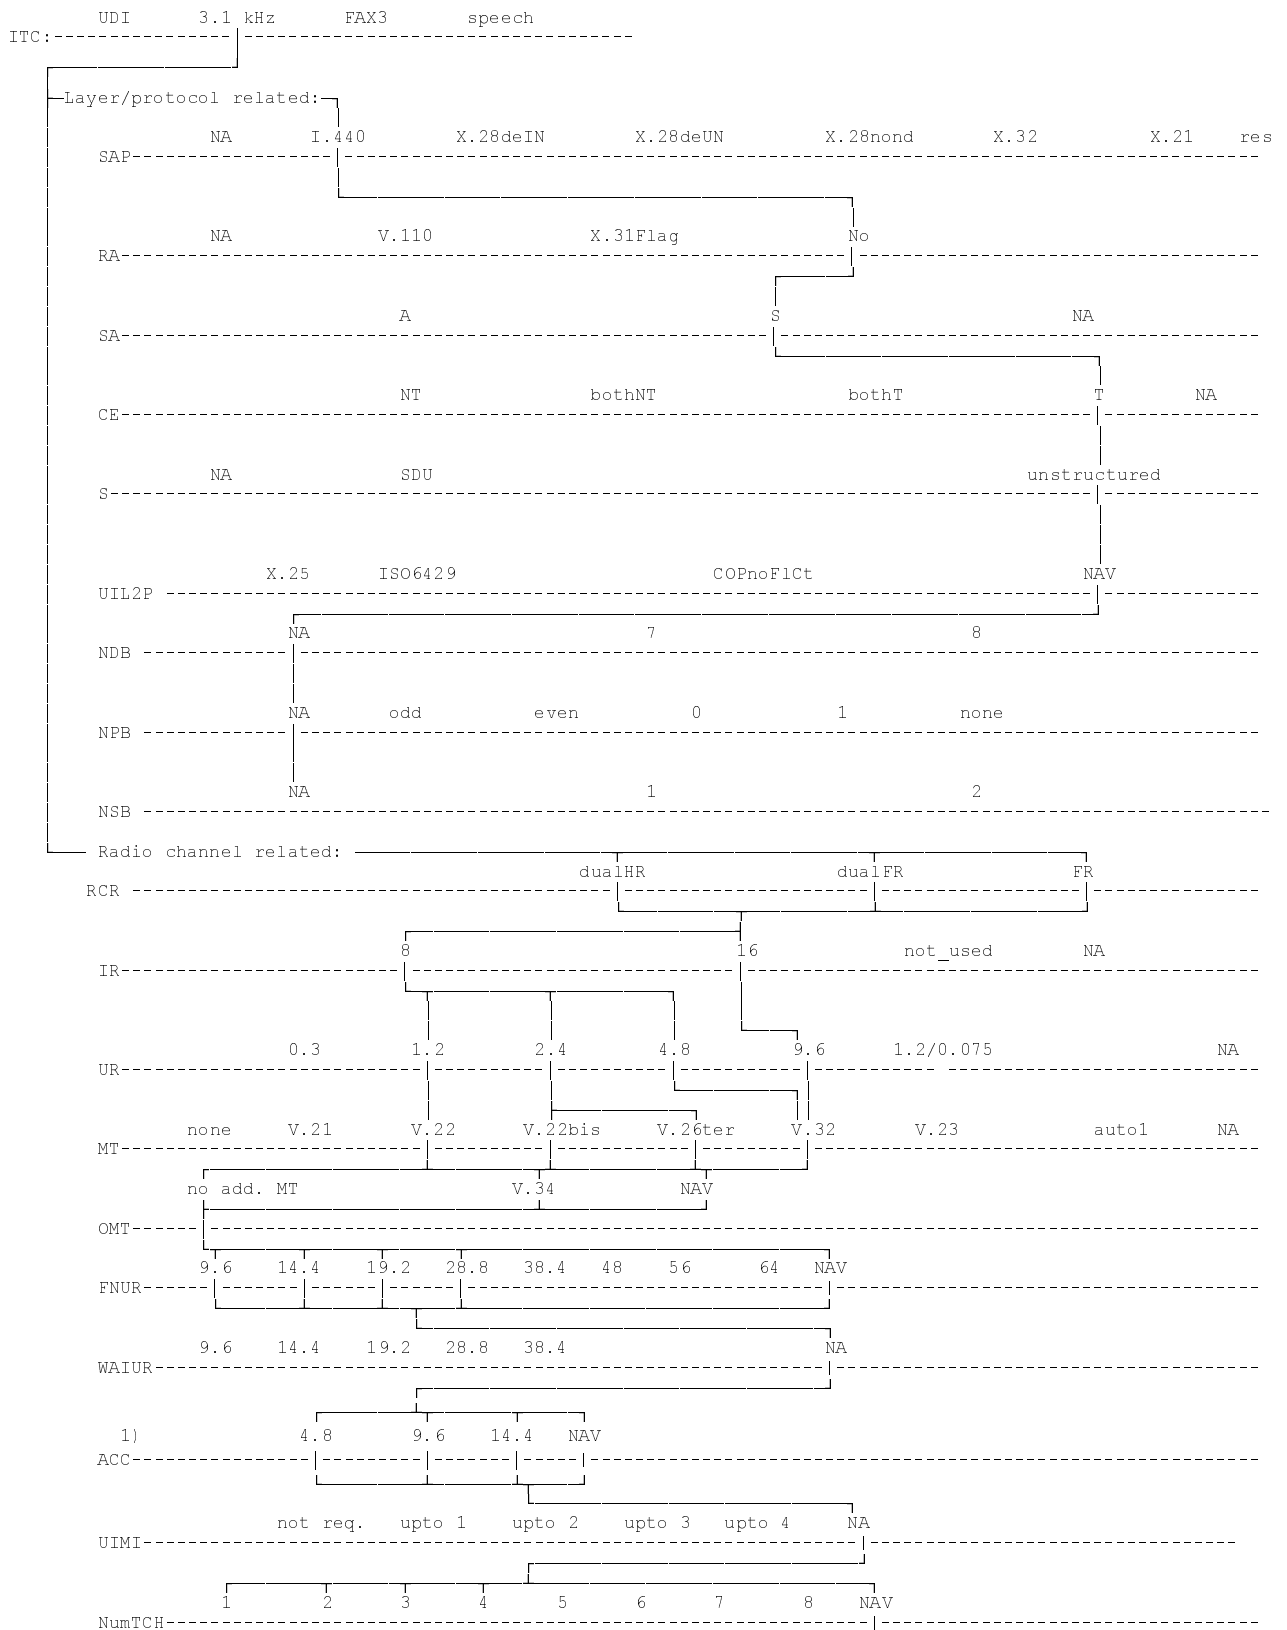 UDI 3.1 kHz FAX3 speech
ITC:
Layer/protocol related:
NA I.440 X.28deIN X.28deUN X.28nond X.32 X.21 res
SAP
NA V.110 X.31Flag No
RA
A S NA
SA
NT bothNT bothT T NA
CE
NA SDU unstructured
S
X.25 ISO6429 COPnoFlCt NAV
UIL2P
NA 7 8
NDB
NA odd even 0 1 none
NPB
NA 1 2
NSB
Radio channel related:
dualHR dualFR FR
RCR
8 16 not_used NA
IR
0.3 1.2 2.4 4.8 9.6 1.2/0.075 NA
UR
none V.21 V.22 V.22bis V.26ter V.32 V.23 auto1 NA
MT
no add. MT V.34 NAV
OMT
9.6 14.4 19.2 28.8 38.4 48 56 64 NAV
FNUR
9.6 14.4 19.2 28.8 38.4 NA
WAIUR
1) 4.8 9.6 14.4 NAV
ACC
not req. upto 1 upto 2 upto 3 upto 4 NA
UIMI
1 2 3 4 5 6 7 8 NAV
NumTCH